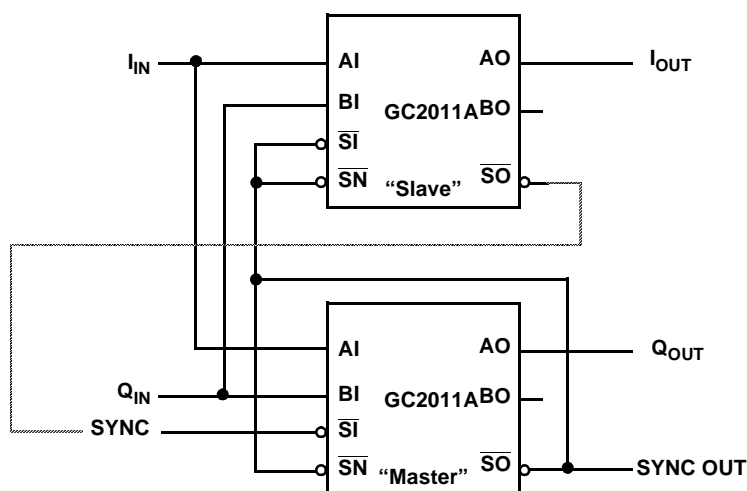 I_IN AI AO I_OUT
BI GC2011A BO
SI
SN “Slave” SO
AI AO Q_OUT
Q_IN BI GC2011A BO
SYNC SI
SN “Master” SO SYNC OUT